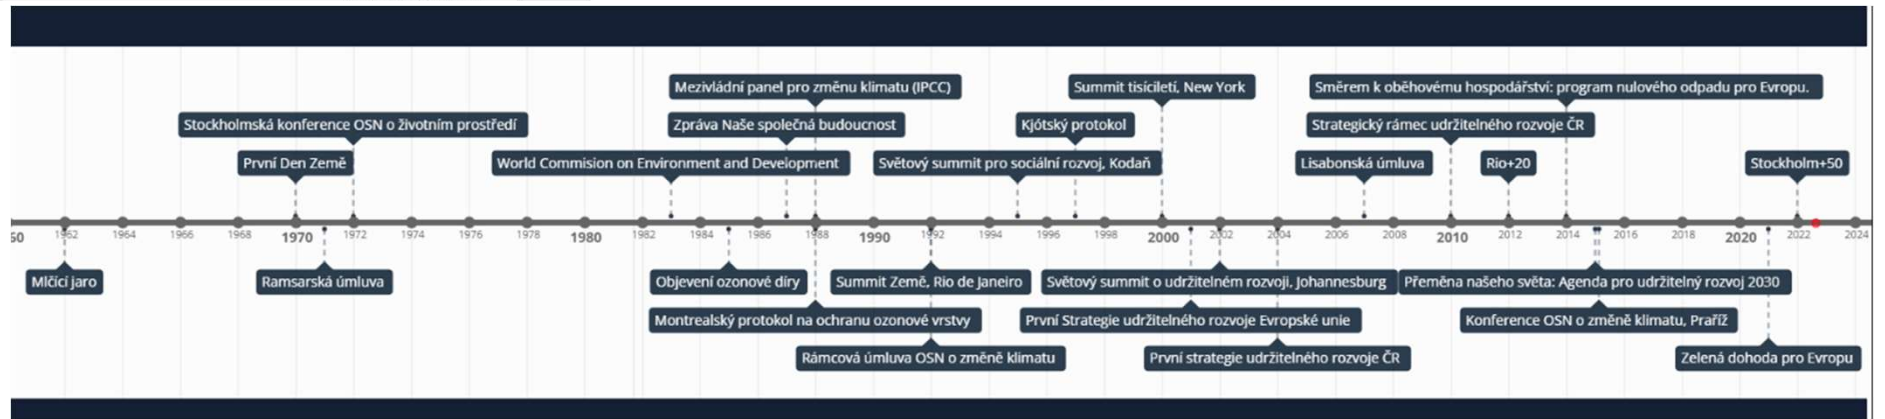 Mezivládní panel pro změnu klimatu (IPCC)
Summit tisíciletí, New York
Směrem k oběhovému hospodářství: program nulového odpadu pro Evropu.
Stockholmská konference OSN o životním prostředí
Zpráva Naše společná budoucnost
Kjótský protokol
Strategický rámec udržitelného rozvoje ČR
První Den Země
World Commision on Environment and Development
Světový summit pro sociální rozvoj, Kodaň
Lisabonská úmluva
Rio+20
Stockholm+50
60 1962 1964 1966 1968 1970 1972 1974 1976 1978 1980 1982 1984 1986 1988 1990 1992 1994 1996 1998 2000 2002 2004 2006 2008 2010 2012 2014 2016 2018 2020 2022 2024
Mlčící jaro
Ramsarská úmluva
Objevení ozonové díry
Summit Země, Rio de Janeiro
Světový summit o udržitelném rozvoji, Johannesburg
Přeměna našeho světa: Agenda pro udržitelný rozvoj 2030
Montrealský protokol na ochranu ozonové vrstvy
První Strategie udržitelného rozvoje Evropské unie
Konference OSN o změně klimatu, Praříž
Rámcová úmluva OSN o změně klimatu
První strategie udržitelného rozvoje ČR
Zelená dohoda pro Evropu